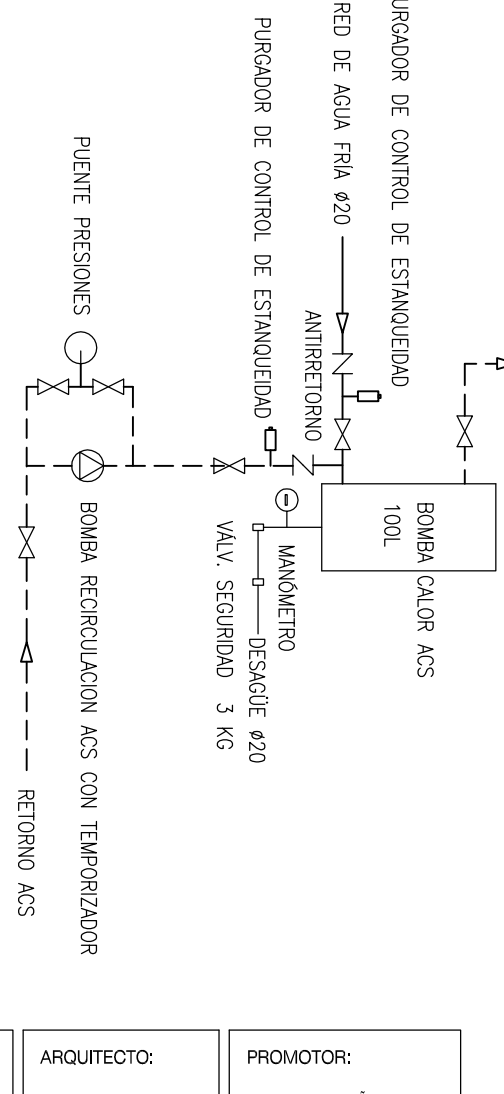 URGADOR DE CONTROL DE ESTANQUEIDAD
RED DE AGUA FRÍA ø20
PURGADOR DE CONTROL DE ESTANQUEIDAD
ANTIRRETORNO
PUENTE PRESIONES
BOMBA CALOR ACS
100L
MANÓMETRO
DESAGÜE ø20
VÁLV. SEGURIDAD 3 KG
BOMBA RECIRCULACION ACS CON TEMPORIZADOR
RETORNO ACS
ARQUITECTO:
PROMOTOR: